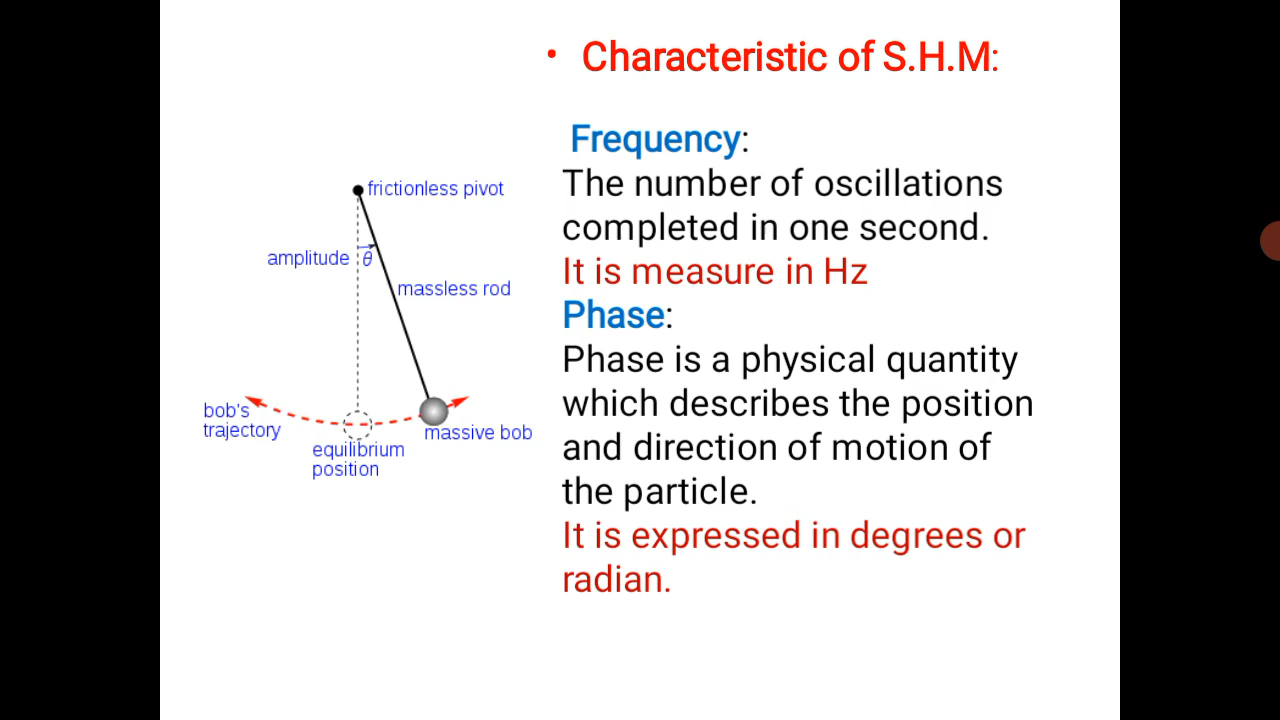 • Characteristic of S.H.M:
Frequency:
The number of oscillations
completed in one second.
It is measure in Hz
Phase:
Phase is a physical quantity
which describes the position
and direction of motion of
the particle.
It is expressed in degrees or
radian.
frictionless pivot
amplitude
θ
massless rod
bob's
trajectory
massive bob
equilibrium
position